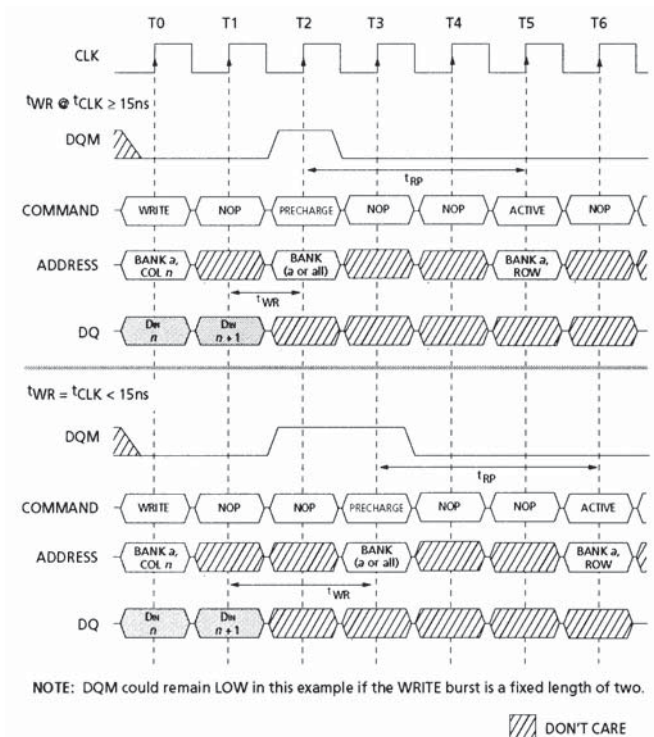 T0 T1 T2 T3 T4 T5 T6
CLK
tWR @ tCLK ≥ 15ns
DQM
tRP
COMMAND WRITE NOP PRECHARGE NOP NOP ACTIVE NOP
ADDRESS BANK a, COL n BANK (a or all) BANK a, ROW
tWR
DQ DIN n DIN n + 1
tWR = tCLK < 15ns
DQM
tRP
COMMAND WRITE NOP NOP PRECHARGE NOP NOP ACTIVE
ADDRESS BANK a, COL n BANK (a or all) BANK a, ROW
tWR
DQ DIN n DIN n + 1
NOTE: DQM could remain LOW in this example if the WRITE burst is a fixed length of two.
DON'T CARE